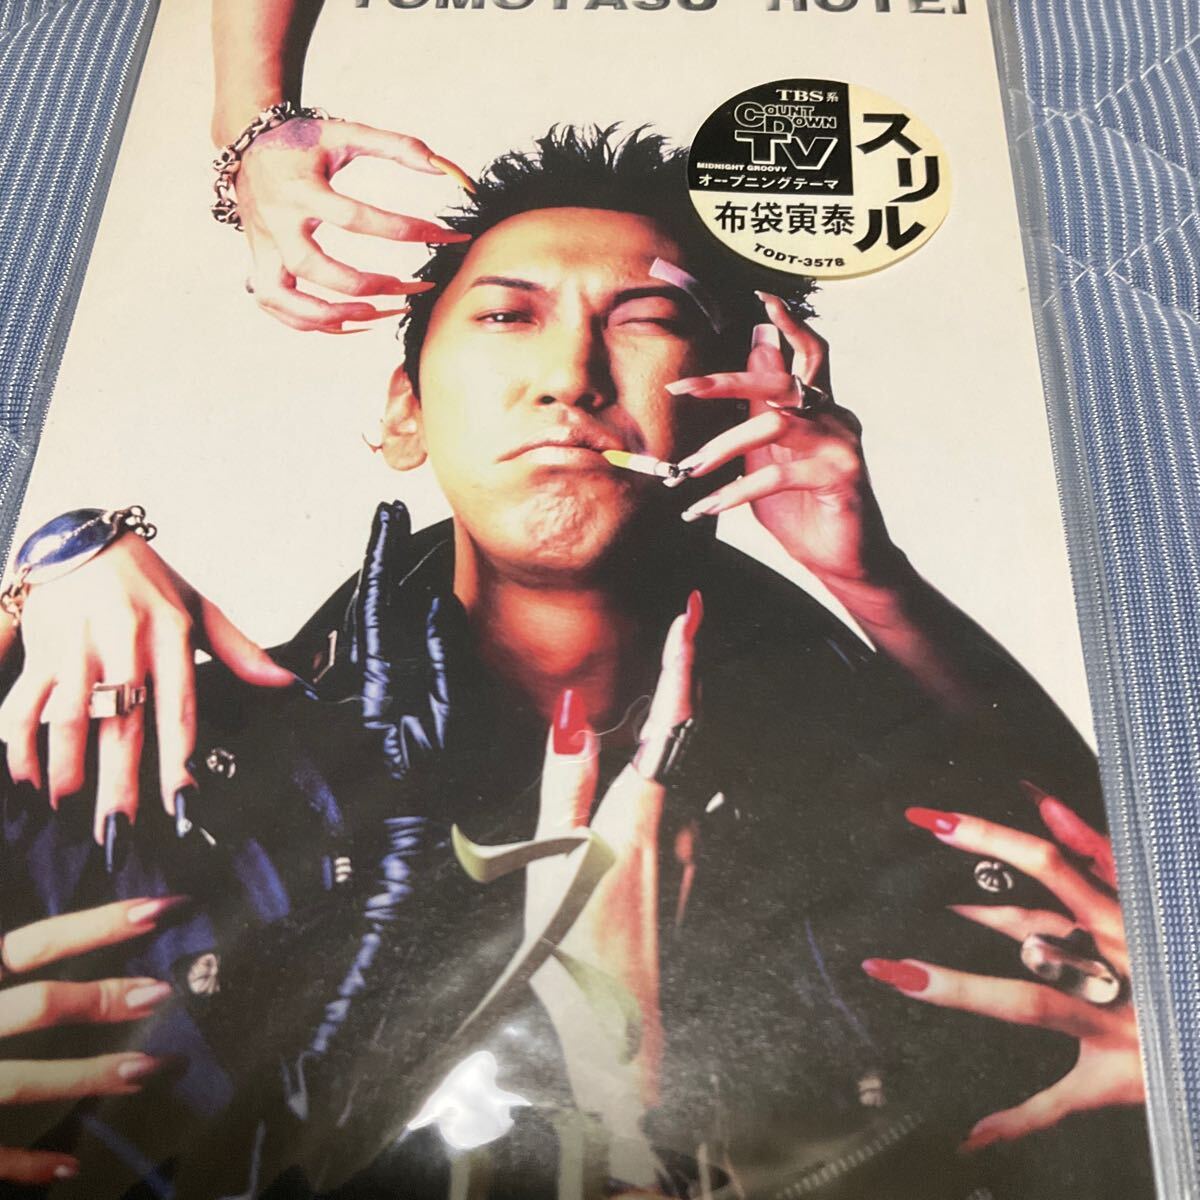 TOMOYASU HOTEI
TBS系
COUNT DOWN
TV
MIDNIGHT GROOVY
オープニングテーマ
スリル
布袋寅泰
TODT-3578
ス